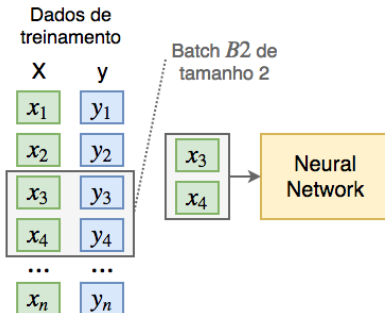 Dados de
treinamento
X y
x1 y1
x2 y2
x3 y3
x4 y4
... ...
xn yn
Batch B2 de
tamanho 2
x3
x4
Neural
Network